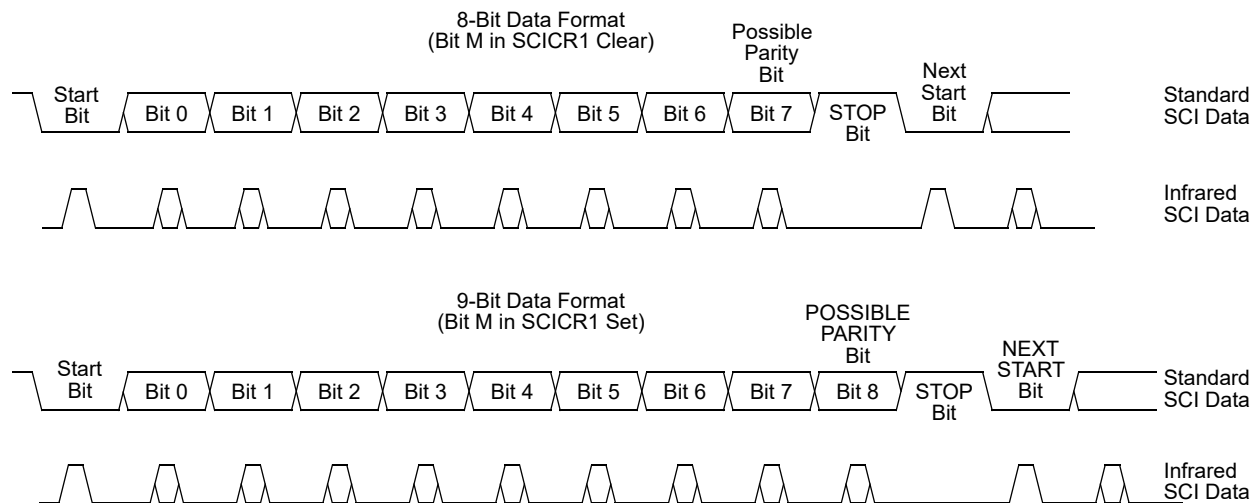 8-Bit Data Format
(Bit M in SCICR1 Clear)
Possible
Parity
Bit
Start
Bit
Bit 0
Bit 1
Bit 2
Bit 3
Bit 4
Bit 5
Bit 6
Bit 7
STOP
Bit
Next
Start
Bit
Standard
SCI Data
Infrared
SCI Data
9-Bit Data Format
(Bit M in SCICR1 Set)
POSSIBLE
PARITY
Bit
Start
Bit
Bit 0
Bit 1
Bit 2
Bit 3
Bit 4
Bit 5
Bit 6
Bit 7
Bit 8
STOP
Bit
NEXT
START
Bit
Standard
SCI Data
Infrared
SCI Data